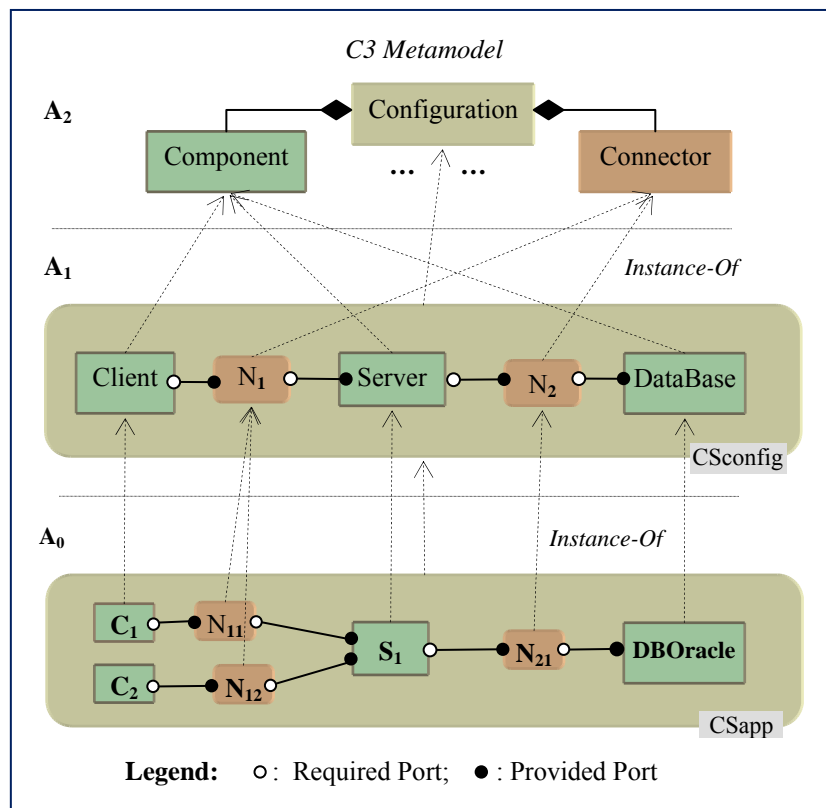 C3 Metamodel
A2
Configuration
Component
Connector
... ...
A1
Instance-Of
Client
N1
Server
N2
DataBase
CSconfig
A0
Instance-Of
C1
N11
S1
N21
DBOracle
C2
N12
CSapp
Legend: : Required Port; : Provided Port